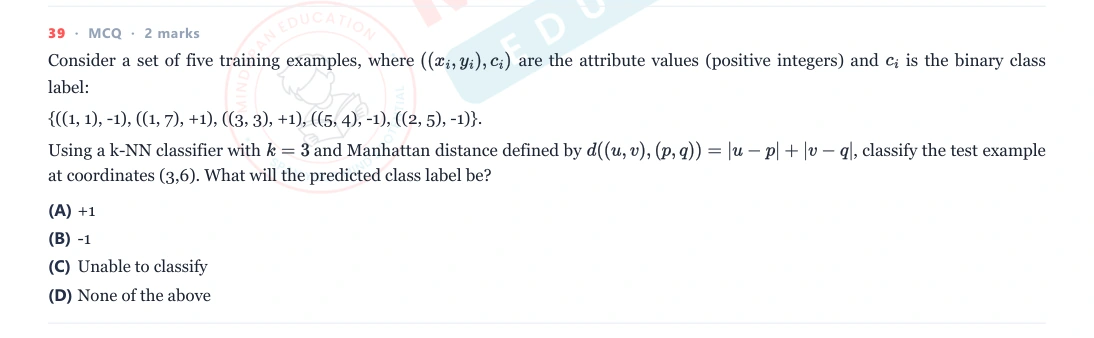 39 · MCQ · 2 marks
Consider a set of five training examples, where ((xᵢ, yᵢ), cᵢ) are the attribute values (positive integers) and cᵢ is the binary class
label:
{((1, 1), -1), ((1, 7), +1), ((3, 3), +1), ((5, 4), -1), ((2, 5), -1)}.
Using a k-NN classifier with k = 3 and Manhattan distance defined by d((u, v), (p, q)) = |u − p| + |v − q|, classify the test example
at coordinates (3,6). What will the predicted class label be?
(A) +1
(B) -1
(C) Unable to classify
(D) None of the above
EDU
EDUCATION